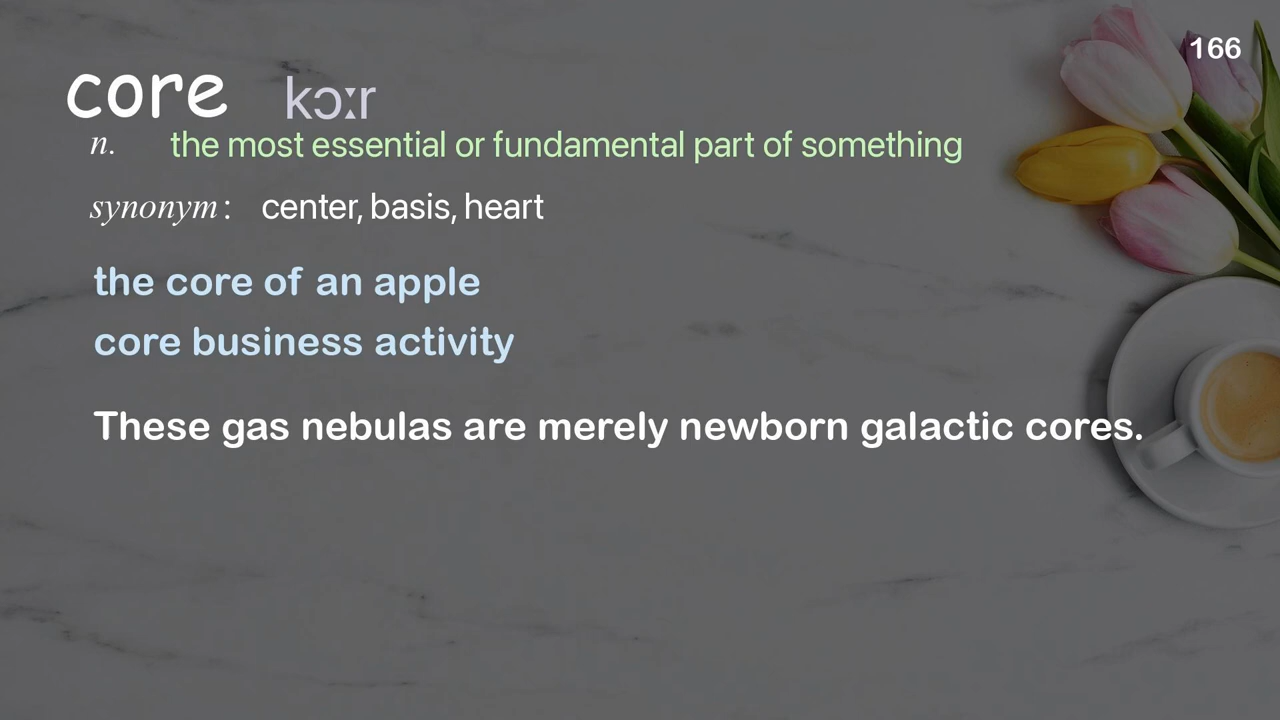 166
core kɔːr
n. the most essential or fundamental part of something
synonym: center, basis, heart
the core of an apple
core business activity
These gas nebulas are merely newborn galactic cores.